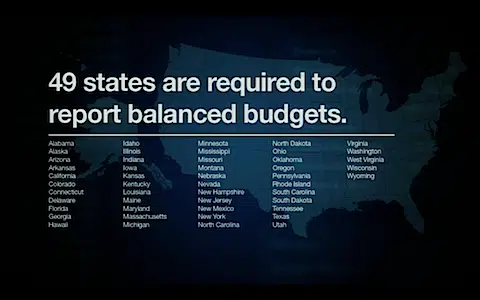 49 states are required to
report balanced budgets.
Alabama
Alaska
Arizona
Arkansas
California
Colorado
Connecticut
Delaware
Florida
Georgia
Hawaii
Idaho
Illinois
Indiana
Iowa
Kansas
Kentucky
Louisiana
Maine
Maryland
Massachusetts
Michigan
Minnesota
Mississippi
Missouri
Montana
Nebraska
Nevada
New Hampshire
New Jersey
New Mexico
New York
North Carolina
North Dakota
Ohio
Oklahoma
Oregon
Pennsylvania
Rhode Island
South Carolina
South Dakota
Tennessee
Texas
Utah
Virginia
Washington
West Virginia
Wisconsin
Wyoming